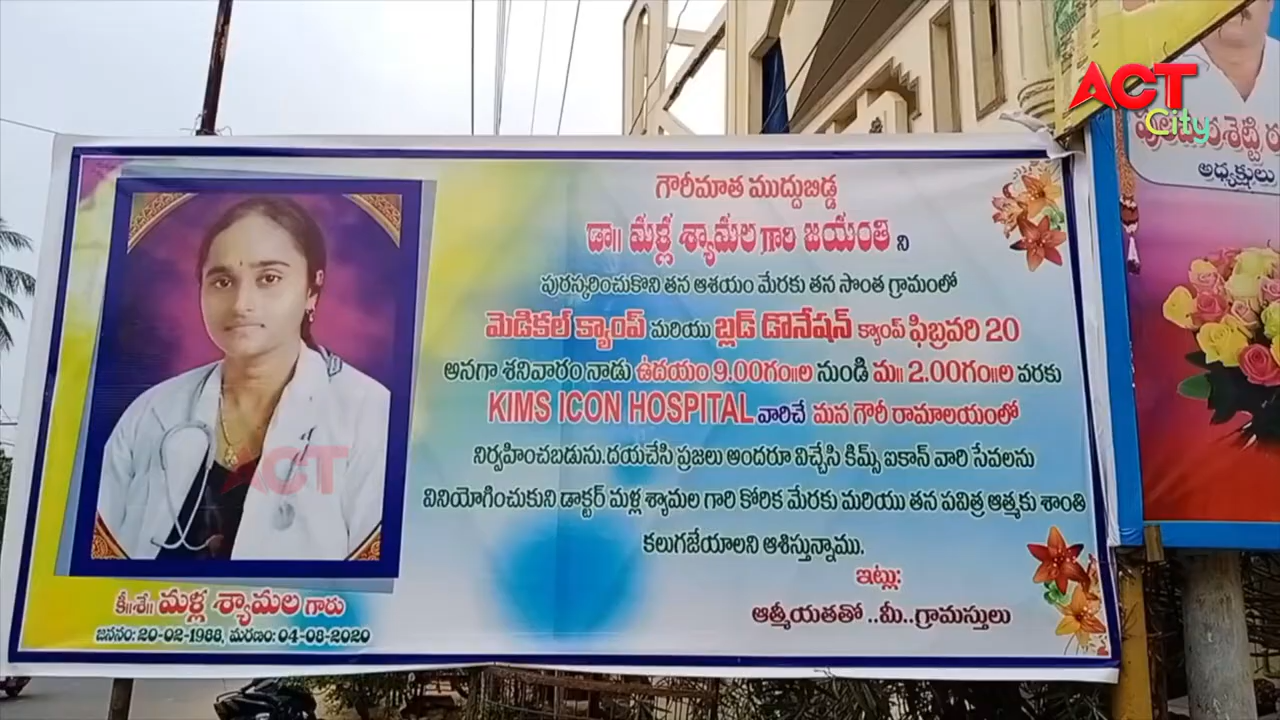 ACT
City
గౌరీమాత ముద్దుబిడ్డ
డా|| మళ్ల శ్యామల గారి జయంతి ని
పురస్కరించుకొని తన ఆశయం మేరకు తన సొంత గ్రామంలో
మెడికల్ క్యాంప్ మరియు బ్లడ్ డొనేషన్ క్యాంప్ ఫిబ్రవరి 20
అనగా శనివారం నాడు ఉదయం 9.00గం||ల నుండి మ|| 2.00గం||ల వరకు
KIMS ICON HOSPITAL వారిచే మన గౌరీ రామాలయంలో
నిర్వహించబడును.దయచేసి ప్రజలు అందరూ విచ్చేసి కిమ్స్ ఐకాన్ వారి సేవలను
వినియోగించుకుని డాక్టర్ మళ్ల శ్యామల గారి కోరిక మేరకు మరియు తన పవిత్ర ఆత్మకు శాంతి
కలుగజేయాలని ఆశిస్తున్నాము.
ఇట్లు:
ఆత్మీయతతో ..మీ..గ్రామస్తులు
ACT
కీ||శే|| మళ్ల శ్యామల గారు
జననం: 20-02-1988, మరణం: 04-08-2020
అధ్యక్షులు